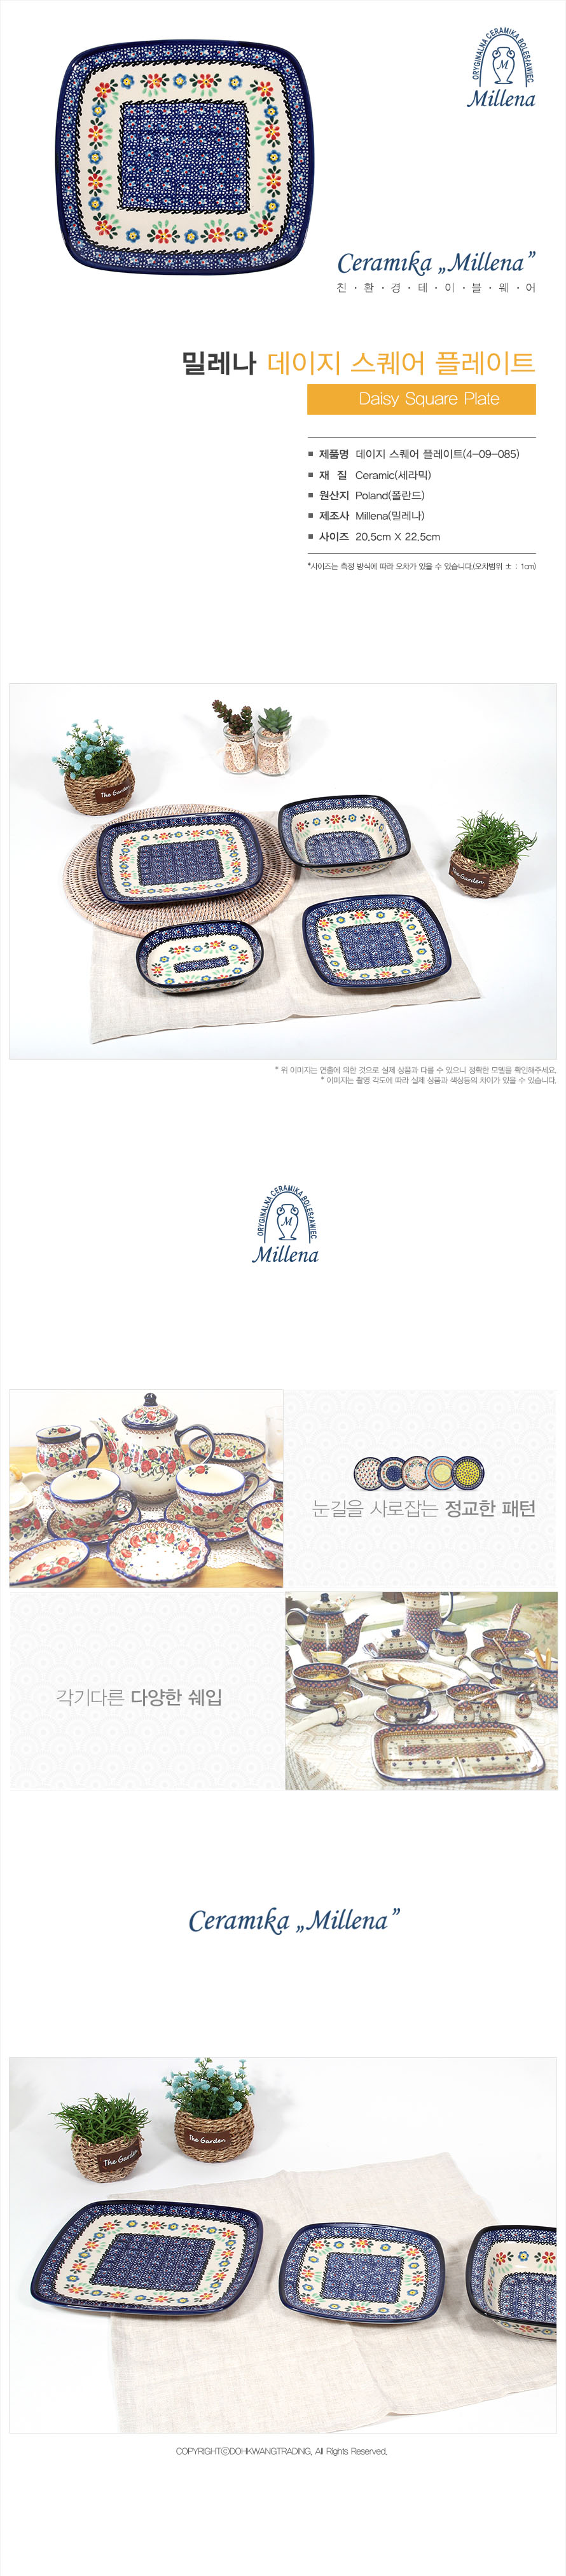 ORYGINALNA CERAMIKA BOLESŁAWIEC
M
Millena
Ceramika „Millena”
친·환·경·테·이·블·웨·어
밀레나 데이지 스퀘어 플레이트
Daisy Square Plate
제품명 데이지 스퀘어 플레이트(4-09-085)
재 질 Ceramic(세라믹)
원산지 Poland(폴란드)
제조사 Millena(밀레나)
사이즈 20.5cm X 22.5cm
*사이즈는 측정 방식에 따라 오차가 있을 수 있습니다.(오차범위 ± : 1cm)
The Garden
The Garden
* 위 이미지는 연출에 의한 것으로 실제 상품과 다를 수 있으니 정확한 모델을 확인해주세요.
* 이미지는 촬영 각도에 따라 실제 상품과 색상등의 차이가 있을 수 있습니다.
ORYGINALNA CERAMIKA BOLESŁAWIEC
M
Millena
눈길을 사로잡는 정교한 패턴
각기다른 다양한 쉐입
Ceramika „Millena”
The Garden
The Garden
COPYRIGHTⓒDOHKWANGTRADING, All Rights Reserved.